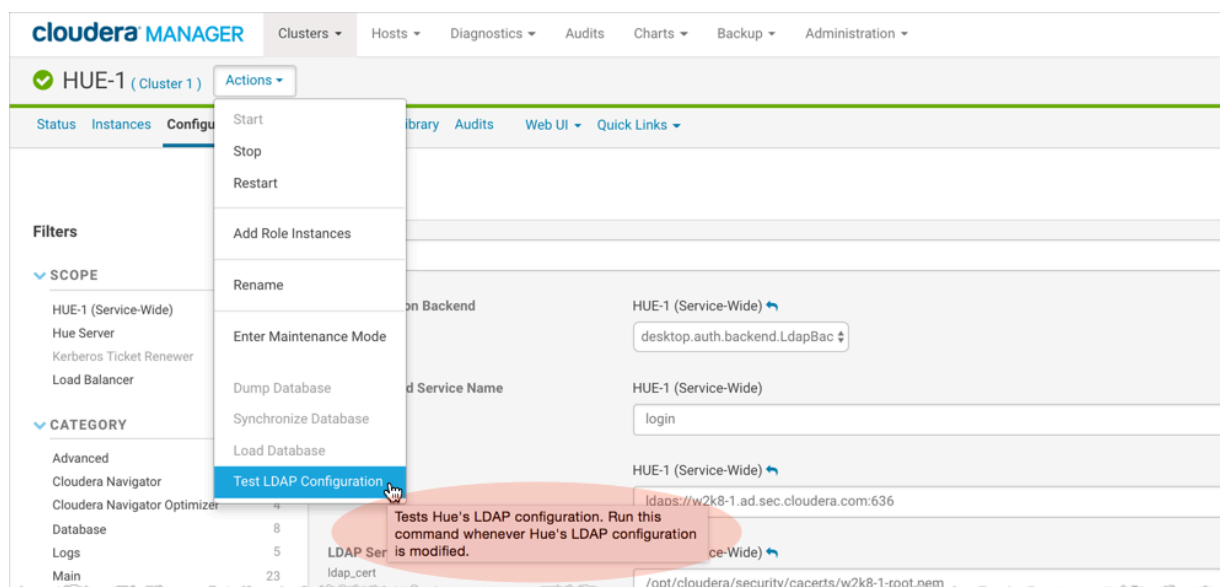 cloudera MANAGER Clusters Hosts Diagnostics Audits Charts Backup Administration
HUE-1 ( Cluster 1 ) Actions
Status Instances Configu ibrary Audits Web UI Quick Links
Start
Stop
Restart
Filters
Add Role Instances
SCOPE
Rename
HUE-1 (Service-Wide) on Backend HUE-1 (Service-Wide)
Hue Server Enter Maintenance Mode desktop.auth.backend.LdapBac
Kerberos Ticket Renewer
Load Balancer
Dump Database d Service Name HUE-1 (Service-Wide)
CATEGORY Synchronize Database login
Load Database
Advanced
HUE-1 (Service-Wide)
Cloudera Navigator Test LDAP Configuration
Cloudera Navigator Optimizer 4 ldaps://w2k8-1.ad.sec.cloudera.com:636
Tests Hue's LDAP configuration. Run this
command whenever Hue's LDAP configuration
is modified.
Database 8
Logs 5 LDAP Ser ce-Wide)
Main 23 ldap_cert /opt/cloudera/security/cacerts/w2k8-1-root.pem